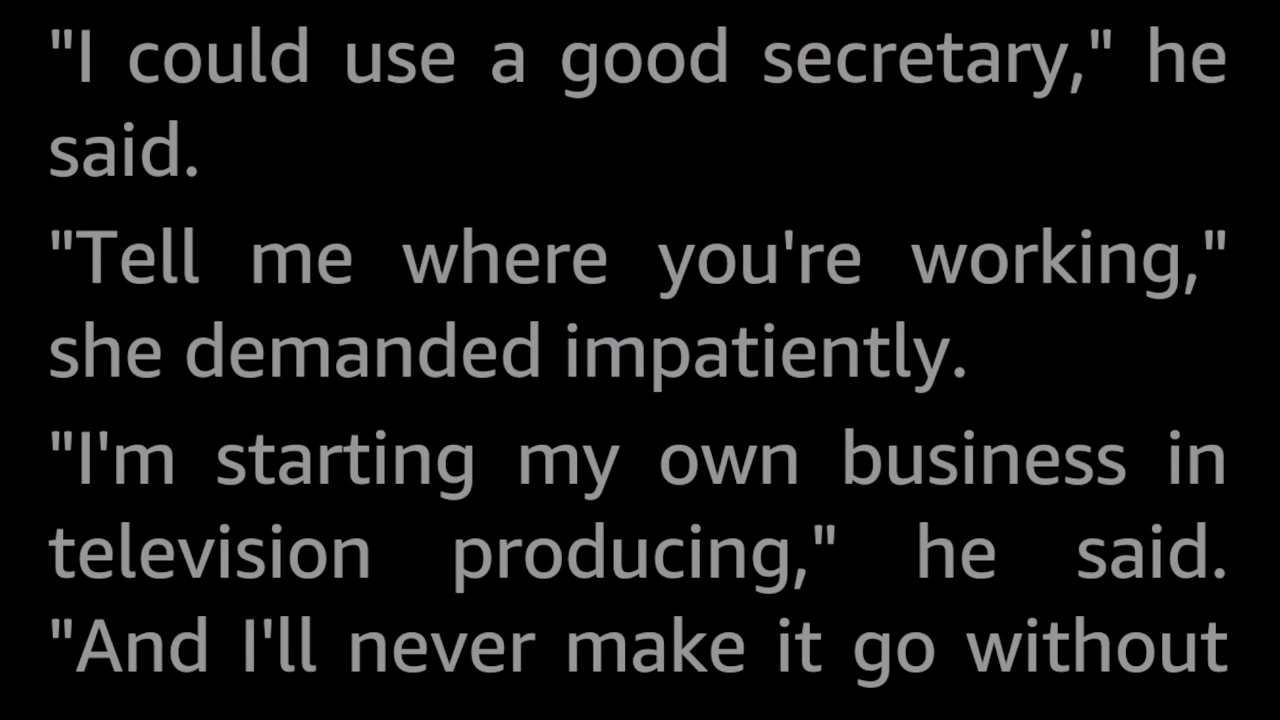 "I could use a good secretary," he
said.
"Tell me where you're working,"
she demanded impatiently.
"I'm starting my own business in
television producing," he said.
"And I'll never make it go without